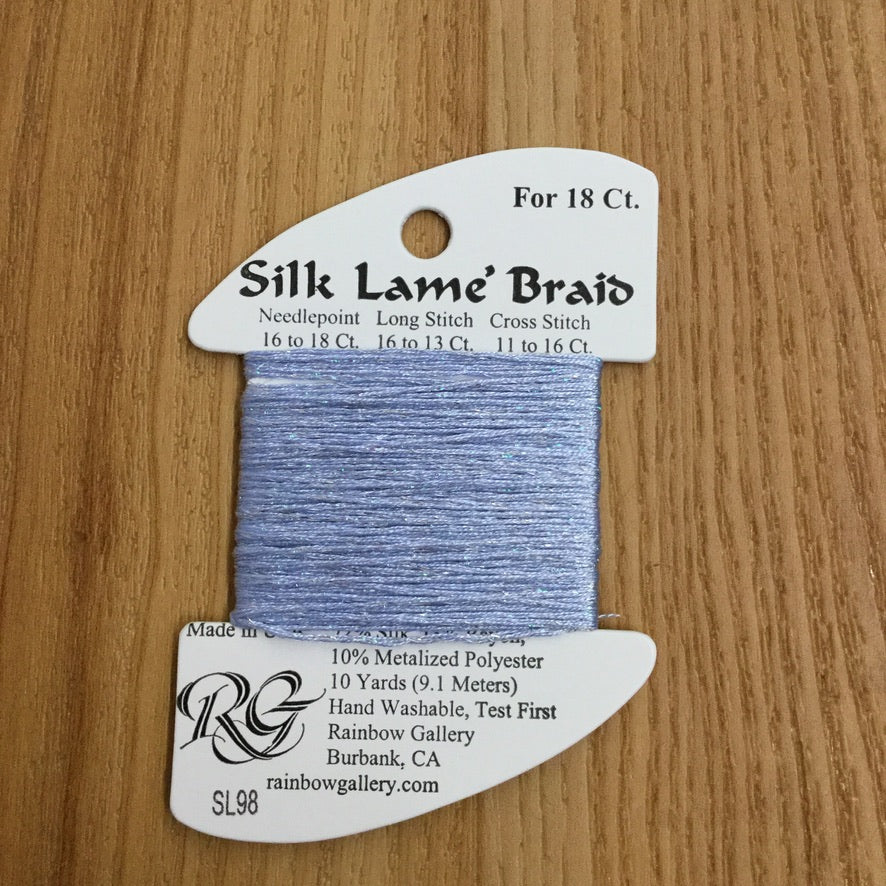 For 18 Ct.
Silk Lame' Braid
Needlepoint Long Stitch Cross Stitch
16 to 18 Ct. 16 to 13 Ct. 11 to 16 Ct.
Made in
10% Metalized Polyester
10 Yards (9.1 Meters)
RG
Hand Washable, Test First
Rainbow Gallery
Burbank, CA
rainbowgallery.com
SL98